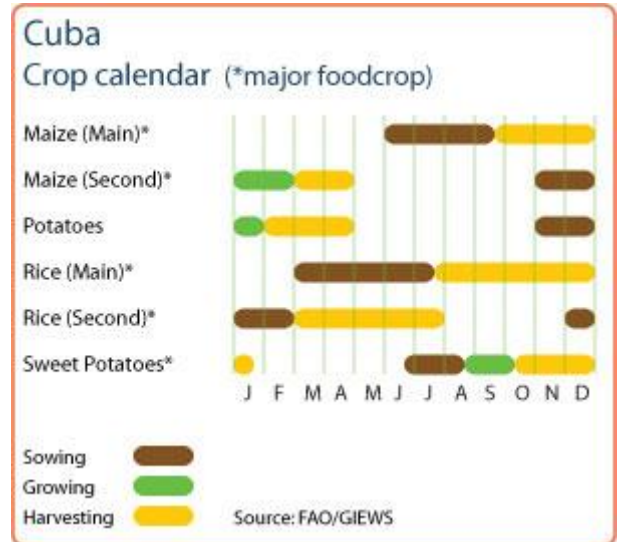 Cuba
Crop calendar (*major foodcrop)
Maize (Main)*
Maize (Second)*
Potatoes
Rice (Main)*
Rice (Second)*
Sweet Potatoes*
J F M A M J J A S O N D
Sowing
Growing
Harvesting Source: FAO/GIEWS